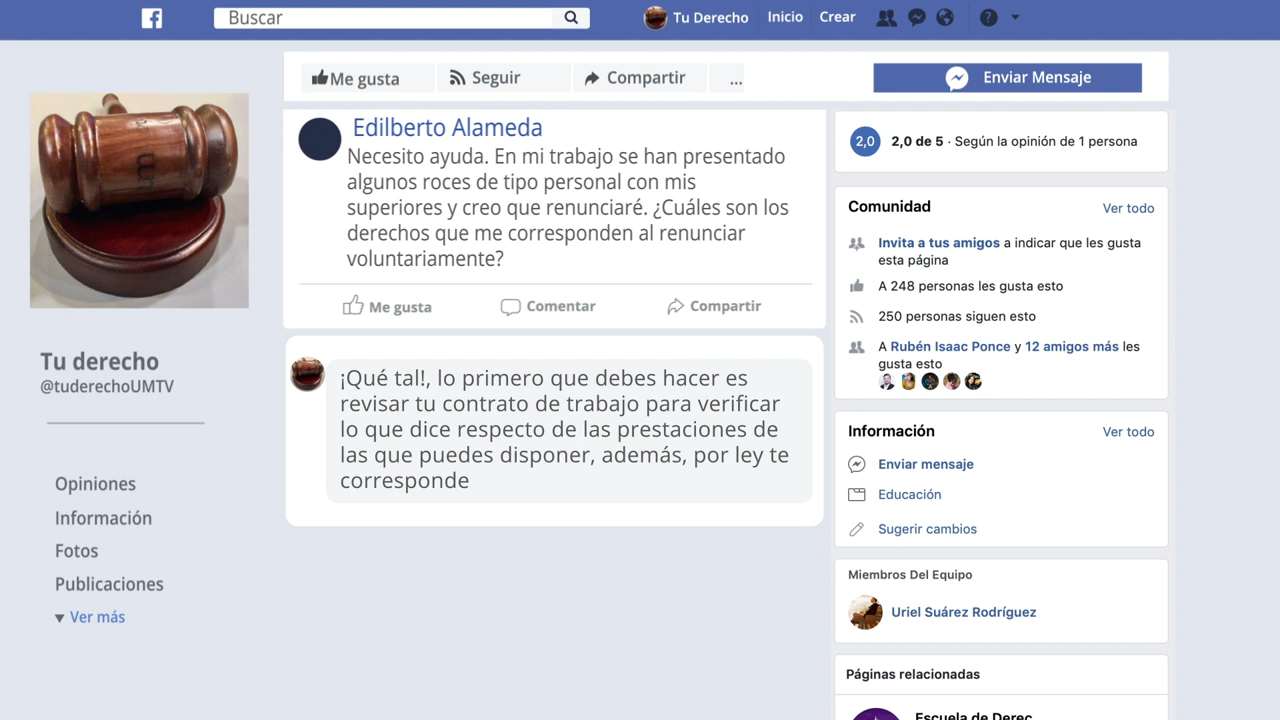 Buscar
Tu Derecho
Inicio
Crear
Me gusta
Seguir
Compartir
...
Enviar Mensaje
Edilberto Alameda
Necesito ayuda. En mi trabajo se han presentado
algunos roces de tipo personal con mis
superiores y creo que renunciaré. ¿Cuáles son los
derechos que me corresponden al renunciar
voluntariamente?
Me gusta
Comentar
Compartir
¡Qué tal!, lo primero que debes hacer es
revisar tu contrato de trabajo para verificar
lo que dice respecto de las prestaciones de
las que puedes disponer, además, por ley te
corresponde
Tu derecho
@tuderechoUMTV
Opiniones
Información
Fotos
Publicaciones
Ver más
2,0
2,0 de 5 · Según la opinión de 1 persona
Comunidad
Ver todo
Invita a tus amigos a indicar que les gusta
esta página
A 248 personas les gusta esto
250 personas siguen esto
A Rubén Isaac Ponce y 12 amigos más les
gusta esto
Información
Ver todo
Enviar mensaje
Educación
Sugerir cambios
Miembros Del Equipo
Uriel Suárez Rodríguez
Páginas relacionadas
Escuela de Derec